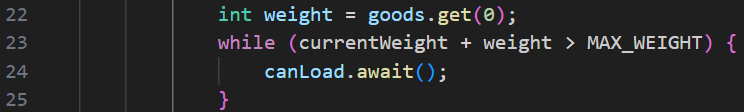 22 int weight = goods.get(0);
23 while (currentWeight + weight > MAX_WEIGHT) {
24 canLoad.await();
25 }